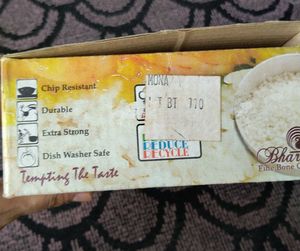 Chip Resistant
Durable
Extra Strong
Dish Washer Safe
Tempting The Taste
MONA
LT BT 110
REDUCE
RECYCLE
Bhar
Fine Bone C